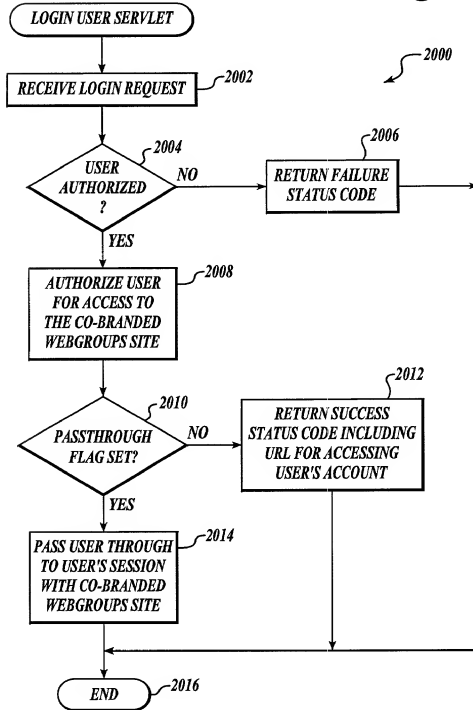 LOGIN USER SERVLET
RECEIVE LOGIN REQUEST
2002
2000
2004
USER
AUTHORIZED
?
NO
2006
RETURN FAILURE
STATUS CODE
YES
2008
AUTHORIZE USER
FOR ACCESS TO
THE CO-BRANDED
WEBGROUPS SITE
2010
PASSTHROUGH
FLAG SET?
NO
2012
RETURN SUCCESS
STATUS CODE INCLUDING
URL FOR ACCESSING
USER'S ACCOUNT
YES
2014
PASS USER THROUGH
TO USER'S SESSION
WITH CO-BRANDED
WEBGROUPS SITE
END
2016